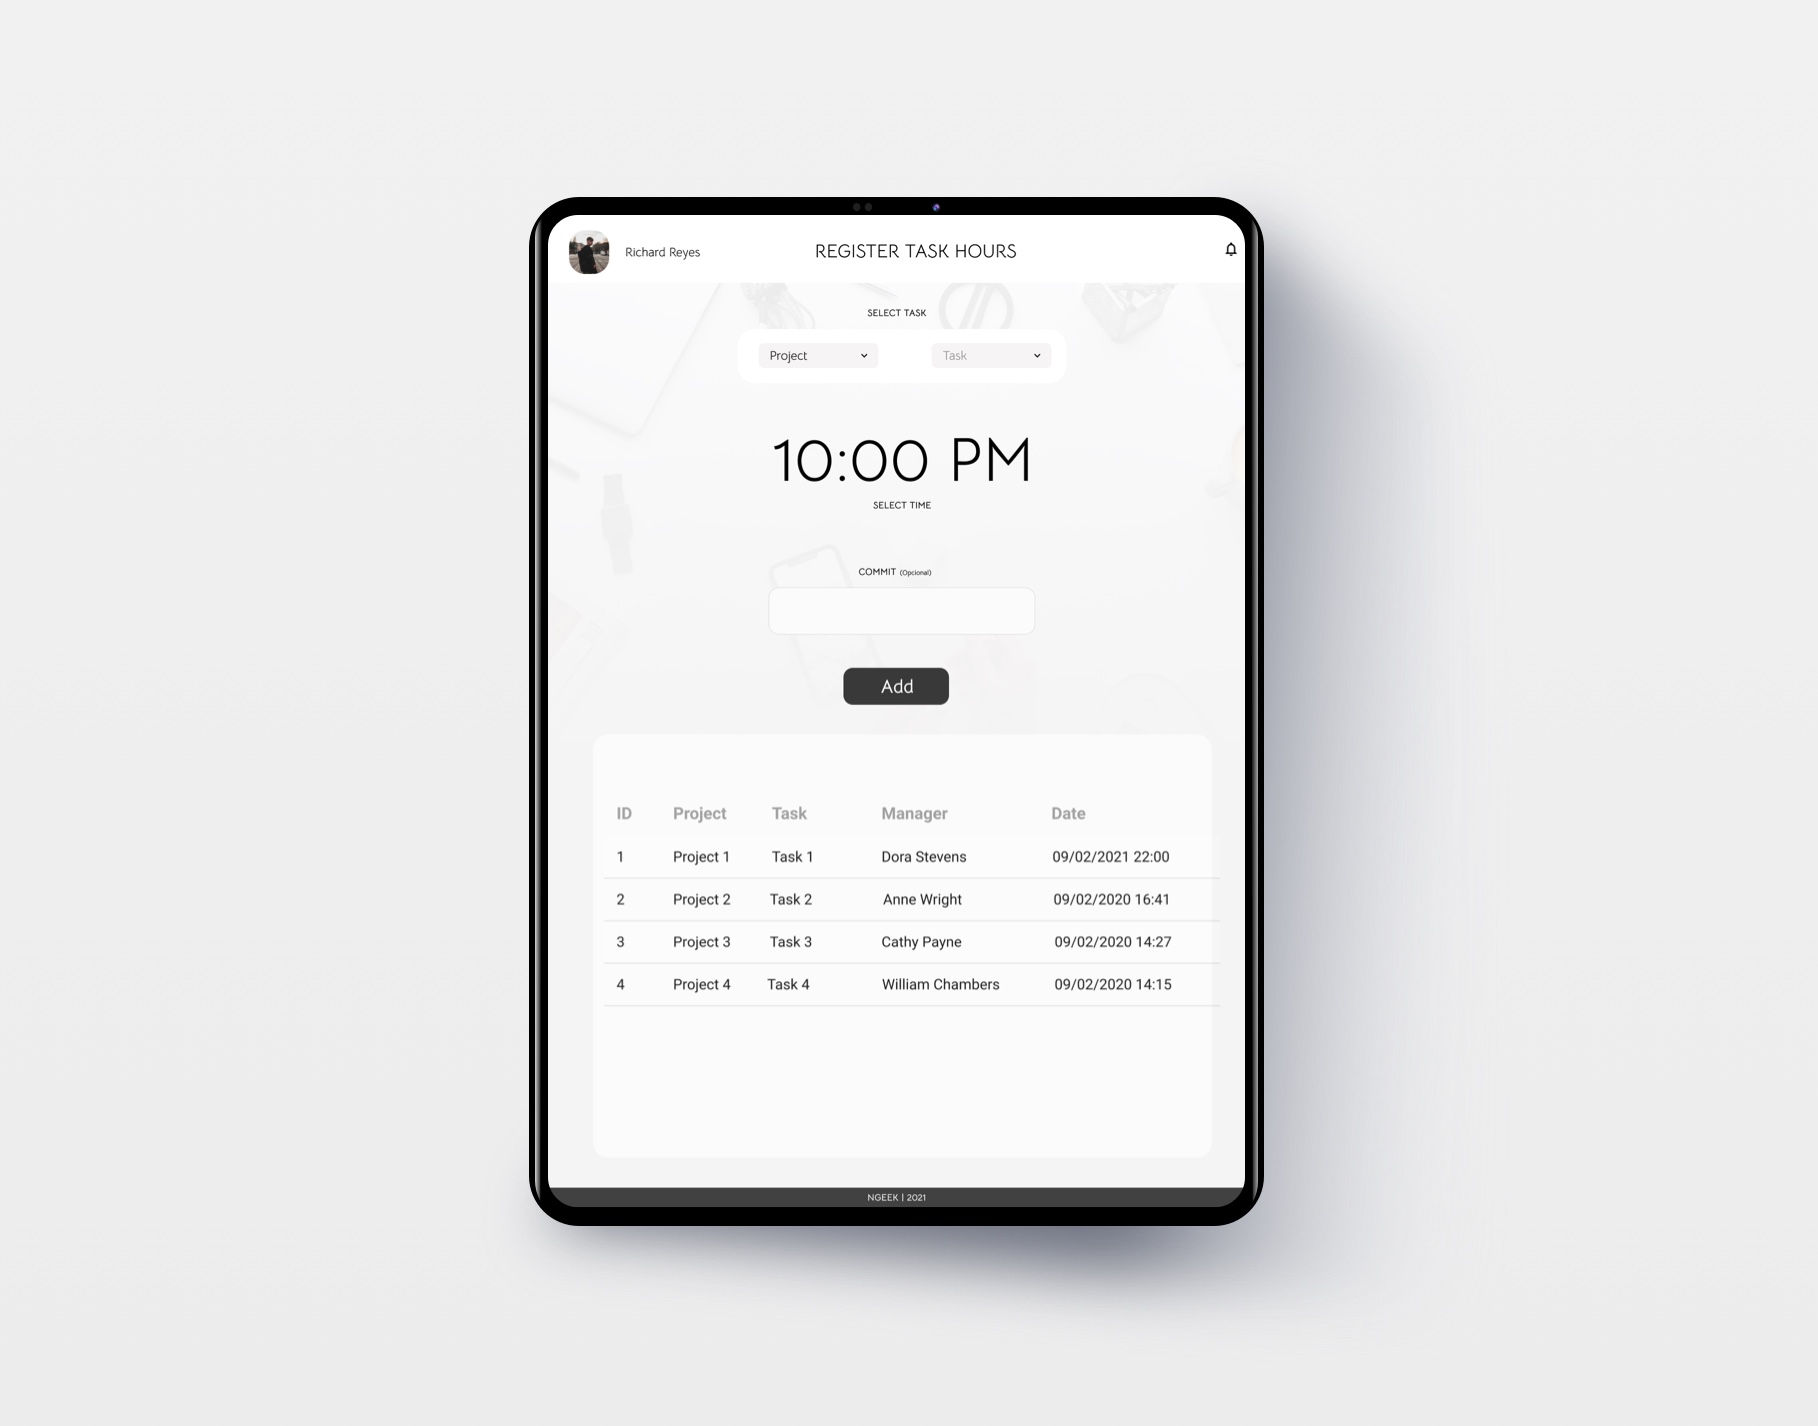 Richard Reyes
REGISTER TASK HOURS
SELECT TASK
Project
Task
10:00 PM
SELECT TIME
COMMIT (Opcional)
Add
ID Project Task Manager Date
1 Project 1 Task 1 Dora Stevens 09/02/2021 22:00
2 Project 2 Task 2 Anne Wright 09/02/2020 16:41
3 Project 3 Task 3 Cathy Payne 09/02/2020 14:27
4 Project 4 Task 4 William Chambers 09/02/2020 14:15
NGEEK | 2021